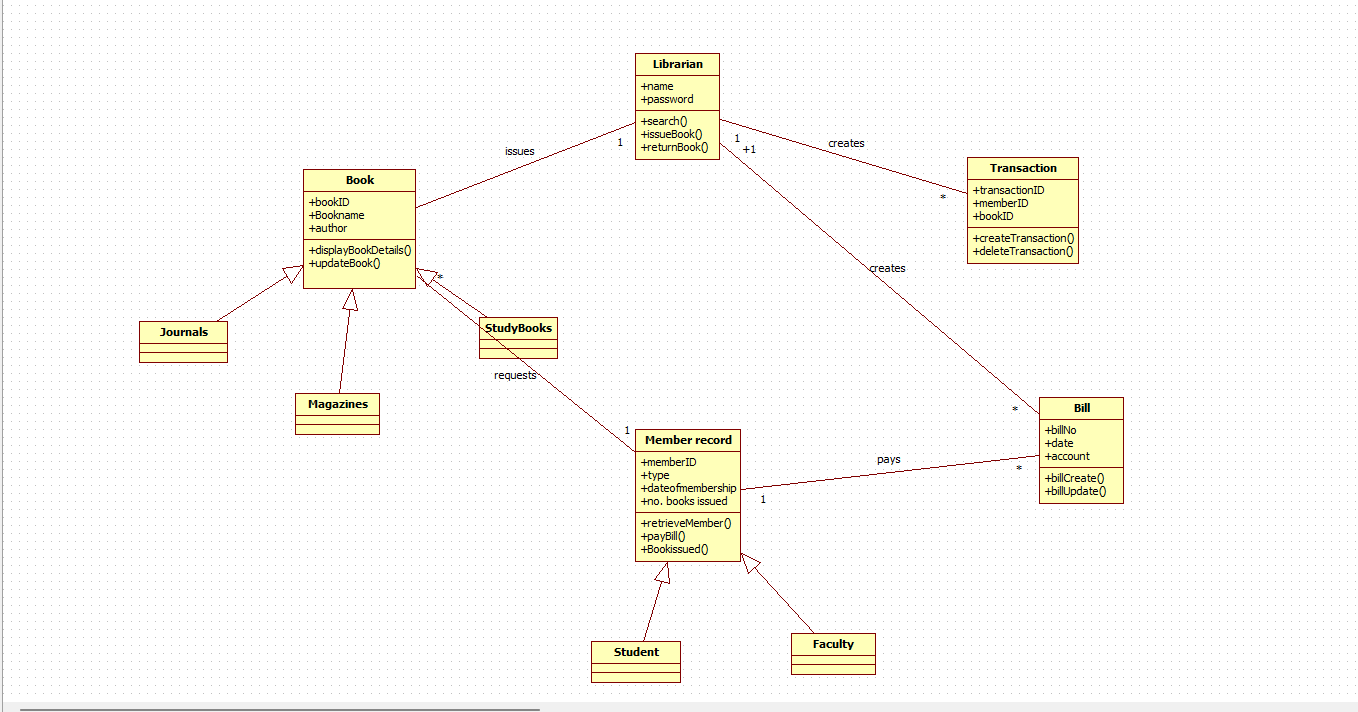 Librarian
+name
+password
+search()
+issueBook()
+returnBook()
1
issues
1
+1
creates
*
Transaction
+transactionID
+memberID
+bookID
+createTransaction()
+deleteTransaction()
Book
+bookID
+Bookname
+author
+displayBookDetails()
+updateBook()
*
creates
Journals
StudyBooks
Magazines
requests
1
*
Bill
+billNo
+date
+account
+billCreate()
+billUpdate()
Member record
+memberID
+type
+dateofmembership
+no. books issued
+retrieveMember()
+payBill()
+Bookissued()
pays
1
*
Student
Faculty